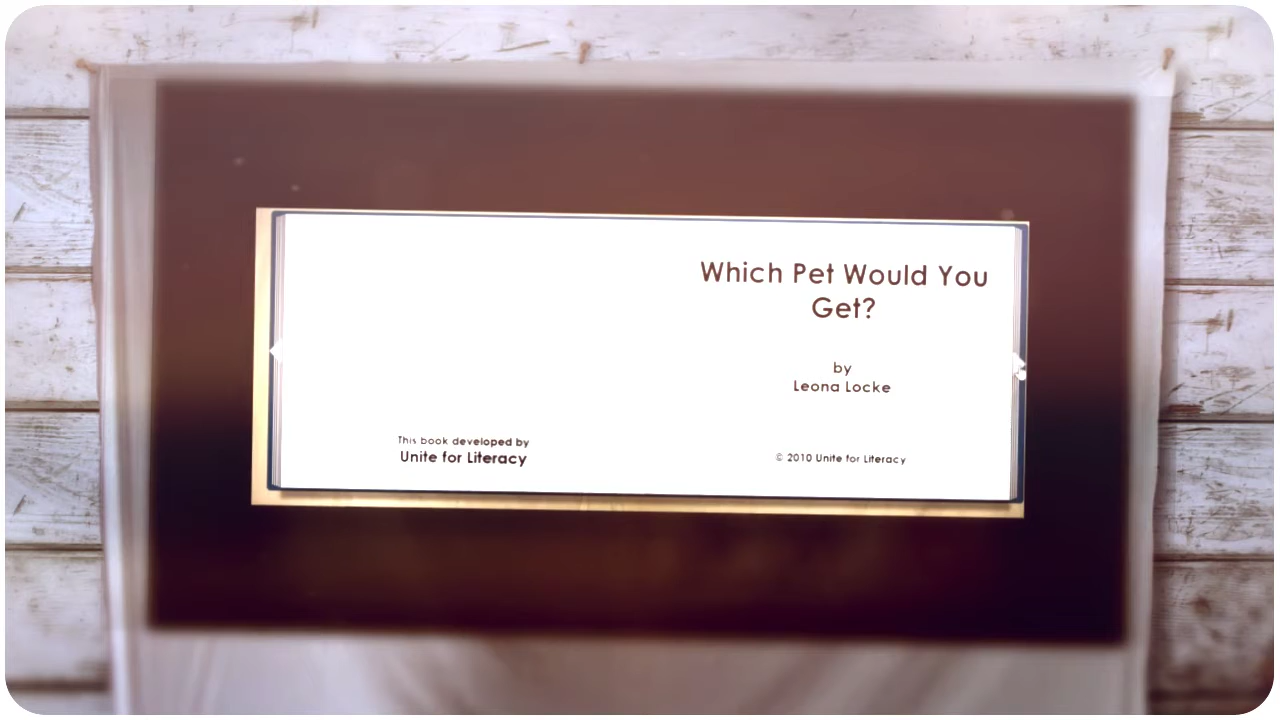 Which Pet Would You
Get?
by
Leona Locke
This book developed by
Unite for Literacy
© 2010 Unite for Literacy